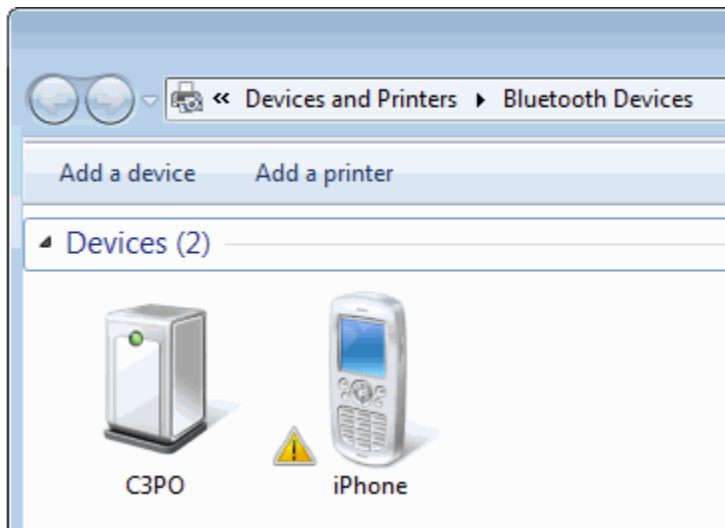 « Devices and Printers ▸ Bluetooth Devices
Add a device Add a printer
Devices (2)
C3PO iPhone